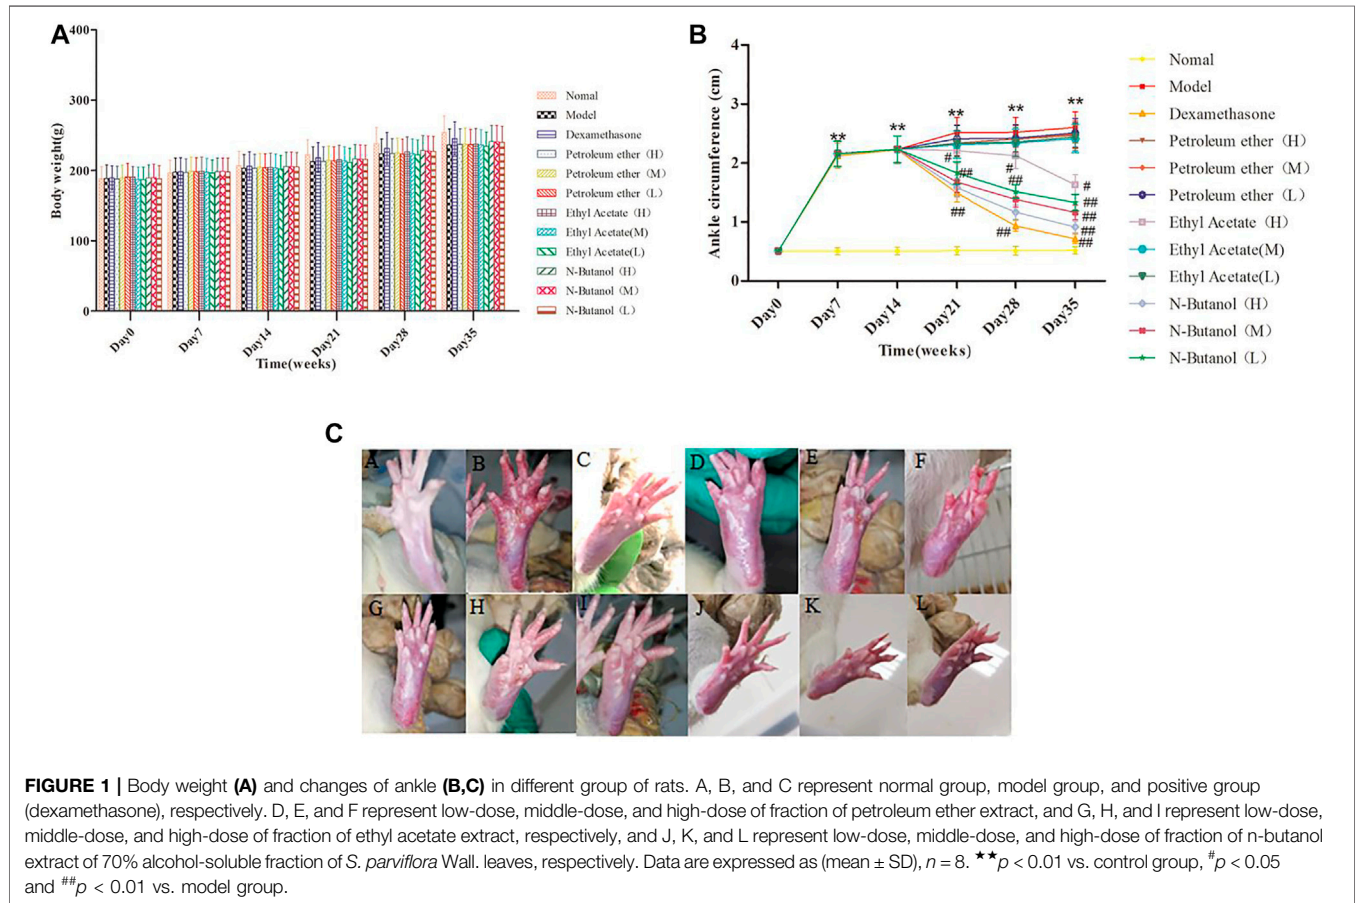 A
400
300
200
100
0
Body weight(g)
Day0
Day7
Day14
Day21
Day28
Day35
Time(weeks)
Nomal
Model
Dexamethasone
Petroleum ether（H）
Petroleum ether（M）
Petroleum ether（L）
Ethyl Acetate（H）
Ethyl Acetate(M)
Ethyl Acetate(L)
N-Butanol（H）
N-Butanol（M）
N-Butanol（L）
B
4
3
2
1
0
Ankle circumference (cm)
** ** ** ** **
# ## ##
# ## ##
# ## ## ## ##
Day0
Day7
Day14
Day21
Day28
Day35
Time(weeks)
Nomal
Model
Dexamethasone
Petroleum ether（H）
Petroleum ether（M）
Petroleum ether（L）
Ethyl Acetate（H）
Ethyl Acetate(M)
Ethyl Acetate(L)
N-Butanol（H）
N-Butanol（M）
N-Butanol（L）
C
A B C D E F
G H I J K L
FIGURE 1 | Body weight (A) and changes of ankle (B,C) in different group of rats. A, B, and C represent normal group, model group, and positive group
(dexamethasone), respectively. D, E, and F represent low-dose, middle-dose, and high-dose of fraction of petroleum ether extract, and G, H, and I represent low-dose,
middle-dose, and high-dose of fraction of ethyl acetate extract, respectively, and J, K, and L represent low-dose, middle-dose, and high-dose of fraction of n-butanol
extract of 70% alcohol-soluble fraction of S. parviflora Wall. leaves, respectively. Data are expressed as (mean ± SD), n = 8. ★★p < 0.01 vs. control group, #p < 0.05
and ##p < 0.01 vs. model group.